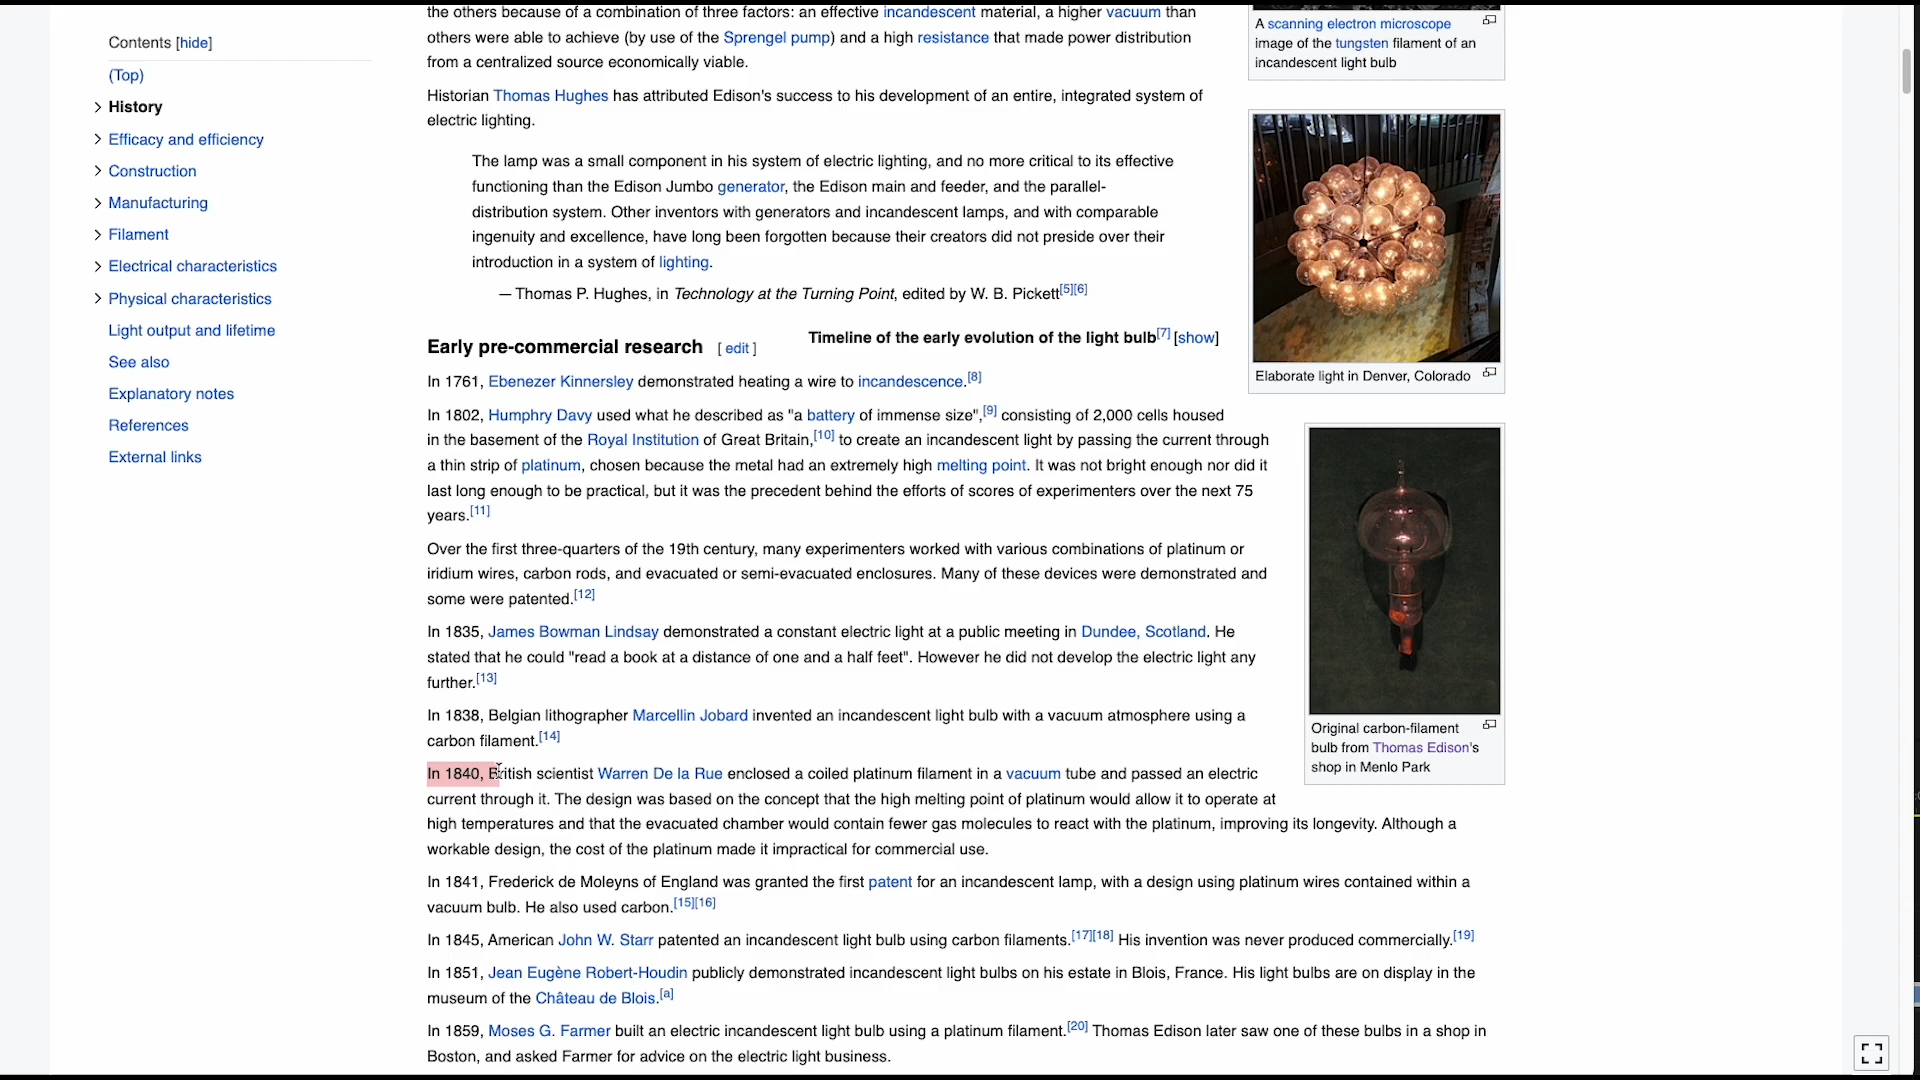 Contents [hide]
(Top)
History
Efficacy and efficiency
Construction
Manufacturing
Filament
Electrical characteristics
Physical characteristics
Light output and lifetime
See also
Explanatory notes
References
External links
the others because of a combination of three factors: an effective incandescent material, a higher vacuum than
others were able to achieve (by use of the Sprengel pump) and a high resistance that made power distribution
from a centralized source economically viable.
Historian Thomas Hughes has attributed Edison's success to his development of an entire, integrated system of
electric lighting.
The lamp was a small component in his system of electric lighting, and no more critical to its effective
functioning than the Edison Jumbo generator, the Edison main and feeder, and the parallel-
distribution system. Other inventors with generators and incandescent lamps, and with comparable
ingenuity and excellence, have long been forgotten because their creators did not preside over their
introduction in a system of lighting.
— Thomas P. Hughes, in Technology at the Turning Point, edited by W. B. Pickett[5][6]
Timeline of the early evolution of the light bulb[7] [show]
Early pre-commercial research [ edit ]
In 1761, Ebenezer Kinnersley demonstrated heating a wire to incandescence.[8]
In 1802, Humphry Davy used what he described as "a battery of immense size",[9] consisting of 2,000 cells housed
in the basement of the Royal Institution of Great Britain,[10] to create an incandescent light by passing the current through
a thin strip of platinum, chosen because the metal had an extremely high melting point. It was not bright enough nor did it
last long enough to be practical, but it was the precedent behind the efforts of scores of experimenters over the next 75
years.[11]
Over the first three-quarters of the 19th century, many experimenters worked with various combinations of platinum or
iridium wires, carbon rods, and evacuated or semi-evacuated enclosures. Many of these devices were demonstrated and
some were patented.[12]
In 1835, James Bowman Lindsay demonstrated a constant electric light at a public meeting in Dundee, Scotland. He
stated that he could "read a book at a distance of one and a half feet". However he did not develop the electric light any
further.[13]
In 1838, Belgian lithographer Marcellin Jobard invented an incandescent light bulb with a vacuum atmosphere using a
carbon filament.[14]
In 1840, British scientist Warren De la Rue enclosed a coiled platinum filament in a vacuum tube and passed an electric
current through it. The design was based on the concept that the high melting point of platinum would allow it to operate at
high temperatures and that the evacuated chamber would contain fewer gas molecules to react with the platinum, improving its longevity. Although a
workable design, the cost of the platinum made it impractical for commercial use.
In 1841, Frederick de Moleyns of England was granted the first patent for an incandescent lamp, with a design using platinum wires contained within a
vacuum bulb. He also used carbon.[15][16]
In 1845, American John W. Starr patented an incandescent light bulb using carbon filaments.[17][18] His invention was never produced commercially.[19]
In 1851, Jean Eugène Robert-Houdin publicly demonstrated incandescent light bulbs on his estate in Blois, France. His light bulbs are on display in the
museum of the Château de Blois.[a]
In 1859, Moses G. Farmer built an electric incandescent light bulb using a platinum filament.[20] Thomas Edison later saw one of these bulbs in a shop in
Boston, and asked Farmer for advice on the electric light business.
A scanning electron microscope
image of the tungsten filament of an
incandescent light bulb
Elaborate light in Denver, Colorado
Original carbon-filament
bulb from Thomas Edison's
shop in Menlo Park